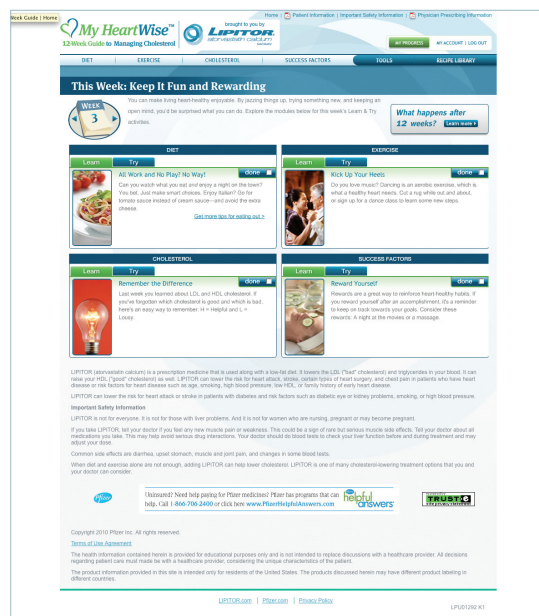 Week Guide | Home
Home | Patient Information | Important Safety Information | Physician Prescribing Information
My HeartWise™
12-Week Guide to Managing Cholesterol
brought to you by
LIPITOR
atorvastatin calcium
MY PROGRESS MY ACCOUNT | LOG OUT
DIET | EXERCISE | CHOLESTEROL | SUCCESS FACTORS TOOLS RECIPE LIBRARY
This Week: Keep It Fun and Rewarding
WEEK
3
You can make living heart-healthy enjoyable. By jazzing things up, trying something new, and keeping an
open mind, you'd be surprised what you can do. Explore the modules below for this week's Learn & Try
activities.
What happens after
12 weeks? Learn more
DIET
Learn Try
done
All Work and No Play! No Way!
Can you watch what you eat and enjoy a night on the town?
You bet. Just make smart choices. Enjoy Italian? Go for
tomato sauce instead of cream sauce—and avoid the extra
cheese.
Get more tips for eating out >
EXERCISE
Learn Try
done
Kick Up Your Heels
Do you love music? Dancing is an aerobic exercise, which is
what a healthy heart needs. Cut a rug while out and about,
or sign up for a dance class to learn some new steps.
CHOLESTEROL
Learn Try
done
Remember the Difference
Last week you learned about LDL and HDL cholesterol. If
you've forgotten which cholesterol is good and which is bad,
here's an easy way to remember: H = Helpful and L =
Lousy.
SUCCESS FACTORS
Learn Try
done
Reward Yourself
Rewards are a great way to reinforce heart-healthy habits. If
you reward yourself after an accomplishment, it's a reminder
to keep on track towards your goals. Consider these
rewards: A night at the movies or a massage.
LIPITOR (atorvastatin calcium) is a prescription medicine that is used along with a low-fat diet. It lowers the LDL ("bad" cholesterol) and triglycerides in your blood. It can
raise your HDL ("good" cholesterol) as well. LIPITOR can lower the risk for heart attack, stroke, certain types of heart surgery, and chest pain in patients who have heart
disease or risk factors for heart disease such as age, smoking, high blood pressure, low HDL, or family history of early heart disease.
LIPITOR can lower the risk for heart attack or stroke in patients with diabetes and risk factors such as diabetic eye or kidney problems, smoking, or high blood pressure.
Important Safety Information
LIPITOR is not for everyone. It is not for those with liver problems. And it is not for women who are nursing, pregnant or may become pregnant.
If you take LIPITOR, tell your doctor if you feel any new muscle pain or weakness. This could be a sign of rare but serious muscle side effects. Tell your doctor about all
medications you take. This may help avoid serious drug interactions. Your doctor should do blood tests to check your liver function before and during treatment and may
adjust your dose.
Common side effects are diarrhea, upset stomach, muscle and joint pain, and changes in some blood tests.
When diet and exercise alone are not enough, adding LIPITOR can help lower cholesterol. LIPITOR is one of many cholesterol-lowering treatment options that you and
your doctor can consider.
Pfizer
Uninsured? Need help paying for Pfizer medicines? Pfizer has programs that can
help, Call 1-866-706-2400 or click here www.PfizerHelpfulAnswers.com
helpful
answers
TRUSTe
site privacy statement
Copyright 2010 Pfizer Inc. All rights reserved.
Terms of Use Agreement
The health information contained herein is provided for educational purposes only and is not intended to replace discussions with a healthcare provider. All decisions
regarding patient care must be made with a healthcare provider, considering the unique characteristics of the patient.
The product information provided in this site is intended only for residents of the United States. The products discussed herein may have different product labeling in
different countries.
LIPITOR.com | Pfizer.com | Privacy Policy
LPU01292 K1